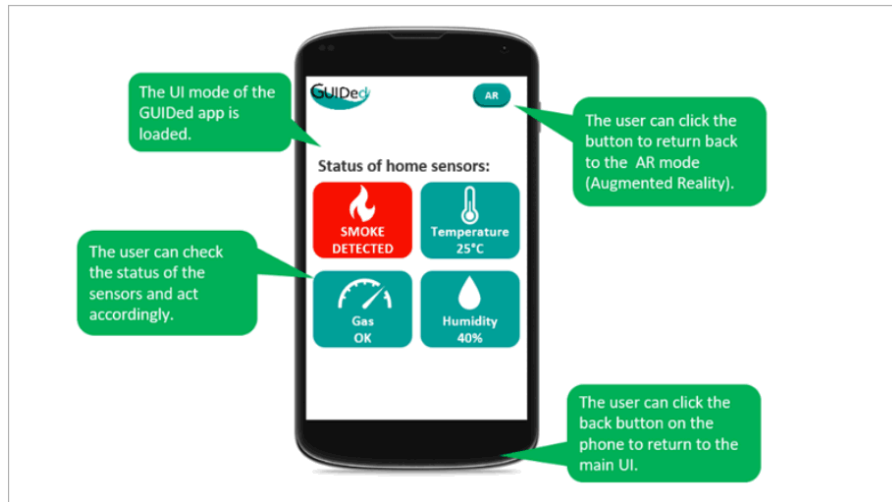 The UI mode of the
GUIDed app is
loaded.
GUIDed
AR
The user can click the
button to return back
to the AR mode
(Augmented Reality).
Status of home sensors:
SMOKE
DETECTED
Temperature
25°C
The user can check
the status of the
sensors and act
accordingly.
Gas
OK
Humidity
40%
The user can click the
back button on the
phone to return to the
main UI.